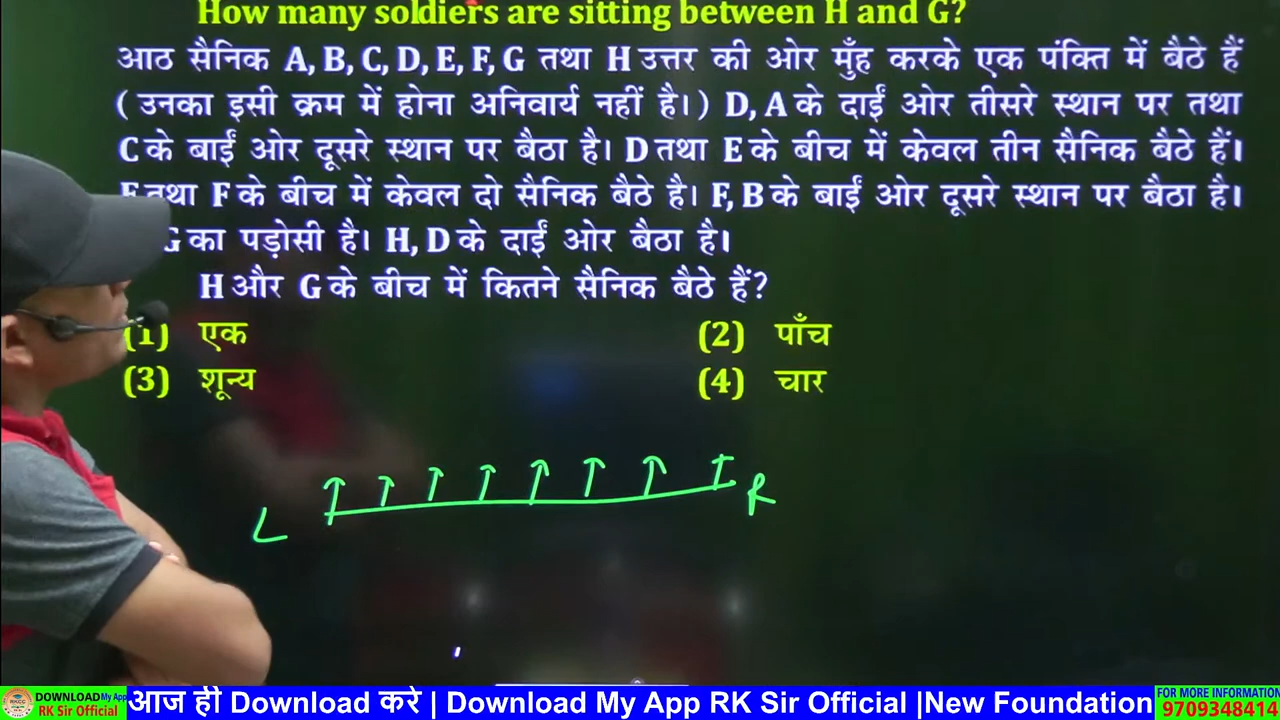 How many soldiers are sitting between H and G?
आठ सैनिक A, B, C, D, E, F, G तथा H उत्तर की ओर मुँह करके एक पंक्ति में बैठे हैं
( उनका इसी क्रम में होना अनिवार्य नहीं है।) D, A के दाईं ओर तीसरे स्थान पर तथा
C के बाईं ओर दूसरे स्थान पर बैठा है। D तथा E के बीच में केवल तीन सैनिक बैठे हैं।
तथा F के बीच में केवल दो सैनिक बैठे है। F, B के बाईं ओर दूसरे स्थान पर बैठा है।
G का पड़ोसी है। H, D के दाईं ओर बैठा है।
H और G के बीच में कितने सैनिक बैठे हैं?
(1) एक (2) पाँच
(3) शून्य (4) चार
L R
DOWNLOAD My App
RK Sir Official
आज ही Download करे | Download My App RK Sir Official |New Foundation
FOR MORE INFORMATION
9709348414